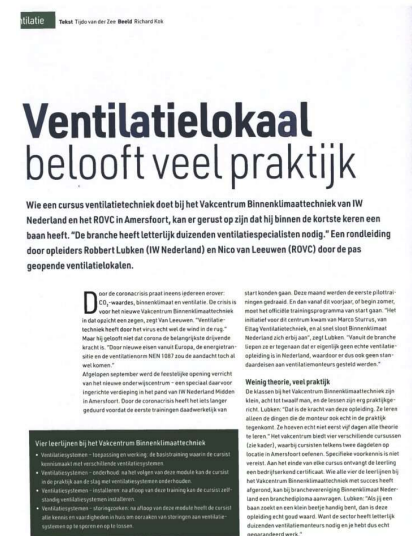 ntilatie
Tekst Tijdo van der Zee Beeld Richard Kok
Ventilatielokaal
belooft veel praktijk
Wie een cursus ventilatietechniek doet bij het Vakcentrum Binnenklimaattechniek van IW
Nederland en het ROVC in Amersfoort, kan er gerust op zijn dat hij binnen de kortste keren een
baan heeft. “De branche heeft letterlijk duizenden ventilatiespecialisten nodig.” Een rondleiding
door opleiders Robbert Lubken (IW Nederland) en Nico van Leeuwen (ROVC) door de pas
geopende ventilatielokalen.
Door de coronacrisis praat ineens iedereen erover:
CO₂-waardes, binnenklimaat en ventilatie. De crisis is
voor het nieuwe Vakcentrum Binnenklimaattechniek
in dat opzicht een zegen, zegt Van Leeuwen. “Ventilatie-
techniek heeft door het virus echt wel de wind in de rug.”
Maar hij gelooft niet dat corona de belangrijkste drijvende
kracht is. “Door nieuwe eisen vanuit Europa, de energietran-
sitie en de ventilatienorm NEN 1087 zou de aandacht toch al
wel komen.”
Afgelopen september werd de feestelijke opening verricht
van het nieuwe onderwijscentrum - een speciaal daarvoor
ingerichte verdieping in het pand van IW Nederland Midden
in Amersfoort. Door de coronacrisis heeft het iets langer
geduurd voordat de eerste trainingen daadwerkelijk van
Vier leerlijnen bij het Vakcentrum Binnenklimaattechniek
• Ventilatiesystemen - toepassing en werking: de basistraining waarin de cursist
kennismaakt met verschillende ventilatiesystemen
• Ventilatiesystemen - onderhoud: na het volgen van deze module kan de cursist
in de praktijk aan de slag met ventilatiesystemen onderhouden.
• Ventilatiesystemen - installeren: na afloop van deze training kan de cursist zelf-
standig ventilatiesystemen installeren
• Ventilatiesystemen - storingzoeken: na afloop van deze module heeft de cursist
alle kennis en vaardigheden in huis om oorzaken van storingen aan ventilatie-
systemen op te sporen en op te lossen.
start konden gaan. Deze maand werden de eerste pilottrai-
ningen gedraaid. En dan vanaf dit voorjaar, of begin zomer,
moet het officiële trainingsprogramma van start gaan. “Het
initiatief voor dit centrum kwam van Marco Sturrus, van
Eltag Ventilatietechniek, en al snel sloot Binnenklimaat
Nederland zich erbij aan”, zegt Lubken. “Vanuit de branche
liepen ze er tegenaan dat er eigenlijk geen echte ventilatie-
opleiding is in Nederland, waardoor er dus ook geen stan-
daardeisen aan ventilatiemonteurs gesteld werden.”
Weinig theorie, veel praktijk
De klassen bij het Vakcentrum Binnenklimaattechniek zijn
klein, acht tot twaalf man, en de lessen zijn erg praktijkge-
richt. Lubken: “Dat is de kracht van deze opleiding. Ze leren
alleen de dingen die de monteur ook echt in de praktijk
tegenkomt. Ze hoeven echt niet eerst vijf dagen alle theorie
te leren.” Het vakcentrum biedt vier verschillende cursussen
(zie kader), waarbij cursisten telkens twee dagdelen op
locatie in Amersfoort oefenen. Specifieke voorkennis is niet
vereist. Aan het einde van elke cursus ontvangt de leerling
een bedrijfserkend certificaat. Wie alle vier de leerlijnen bij
het Vakcentrum Binnenklimaattechniek met succes heeft
afgerond, kan bij branchevereniging Binnenklimaat Neder-
land een branchediploma aanvragen. Lubken: “Als jij een
baan zoekt en een klein beetje handig bent, dan is deze
opleiding echt goud waard. Want de sector heeft letterlijk
duizenden ventilatiemonteurs nodig en je hebt dus echt
gegarandeerd werk.”